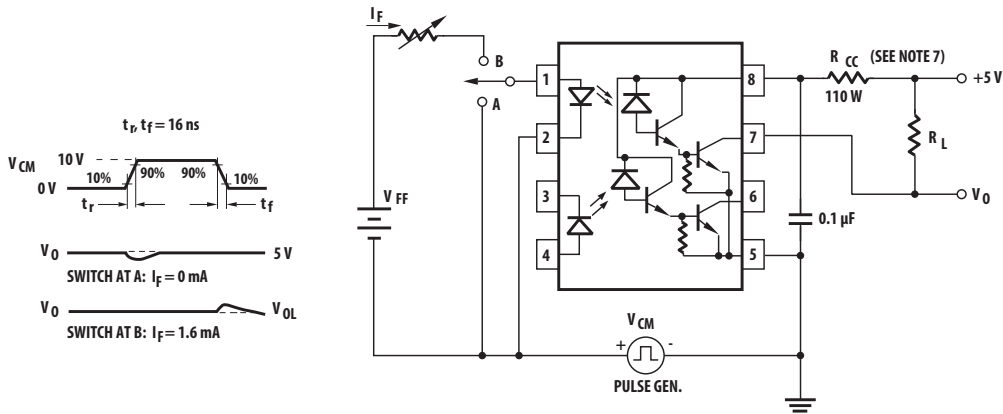 t_r, t_f = 16 ns
V_CM
10 V
0 V
10%
90%
90%
10%
t_r
t_f
V_O
5 V
SWITCH AT A: I_F = 0 mA
V_O
V_OL
SWITCH AT B: I_F = 1.6 mA
I_F
B
A
V_FF
1
2
3
4
8
7
6
5
R_CC (SEE NOTE 7)
110 W
+5 V
R_L
V_O
0.1 µF
V_CM
+
-
PULSE GEN.